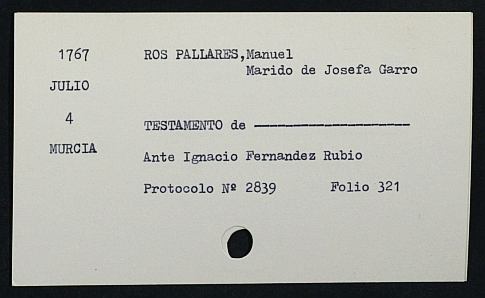 1767 ROS PALLARES, Manuel
Marido de Josefa Garro
JULIO
4
TESTAMENTO de --------------------
MURCIA
Ante Ignacio Fernandez Rubio
Protocolo Nº 2839 Folio 321